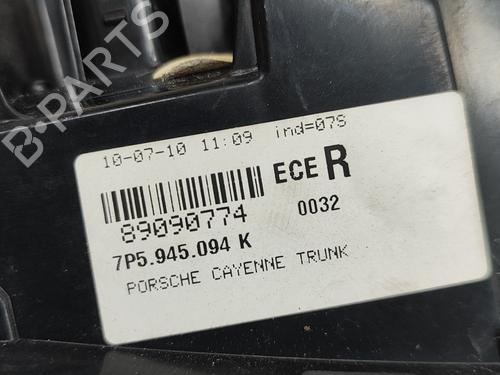 B-PARTS
10-07-10 11:09 ind=07S
ECE R
89090774
0032
7P5.945.094 K
PORSCHE CAYENNE TRUNK